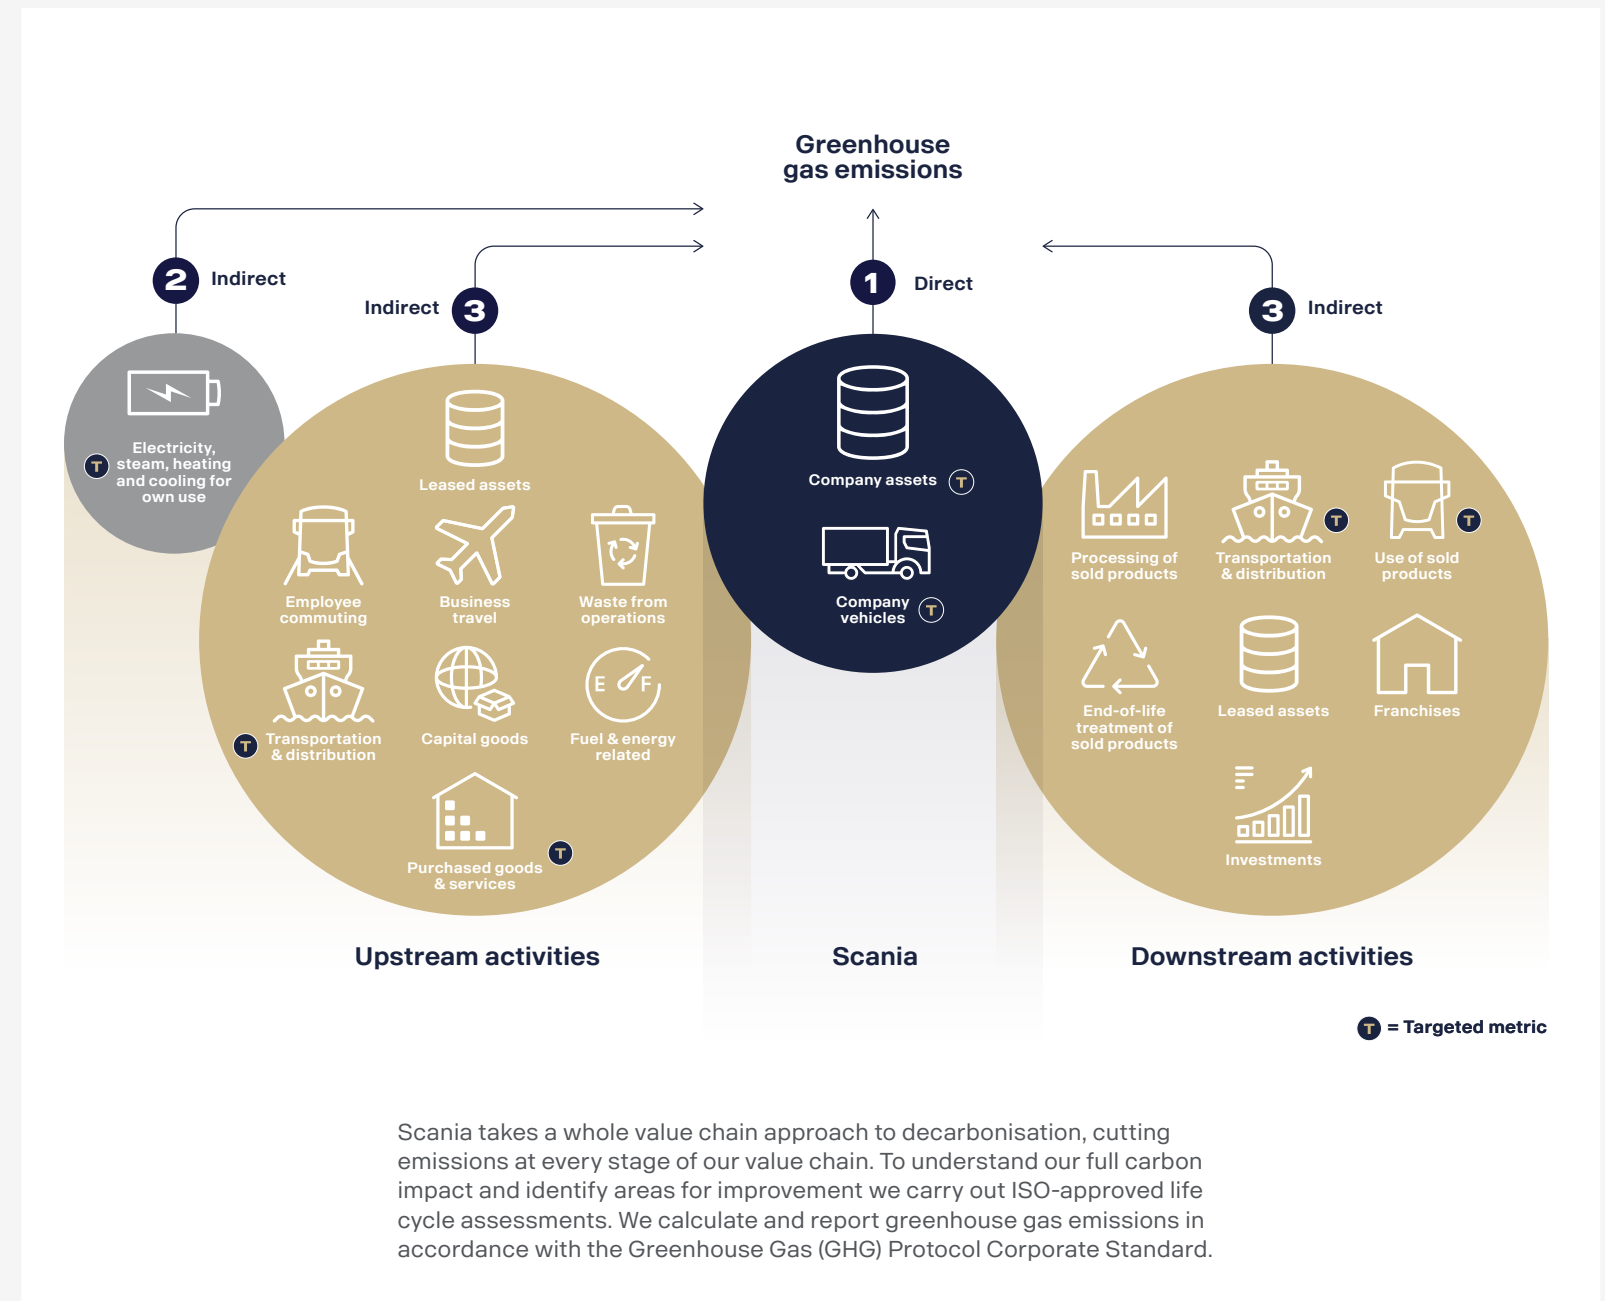 Greenhouse
gas emissions
2
Indirect
Indirect
3
1
Direct
3
Indirect
T
Electricity,
steam, heating
and cooling for
own use
Leased assets
Employee
commuting
Business
travel
Waste from
operations
T
Transportation
& distribution
Capital goods
E F
Fuel & energy
related
Purchased goods
& services
T
Company assets
T
Company
vehicles
T
Processing of
sold products
Transportation
& distribution
T
Use of sold
products
T
End-of-life
treatment of
sold products
Leased assets
Franchises
Investments
Upstream activities
Scania
Downstream activities
T = Targeted metric
Scania takes a whole value chain approach to decarbonisation, cutting
emissions at every stage of our value chain. To understand our full carbon
impact and identify areas for improvement we carry out ISO-approved life
cycle assessments. We calculate and report greenhouse gas emissions in
accordance with the Greenhouse Gas (GHG) Protocol Corporate Standard.